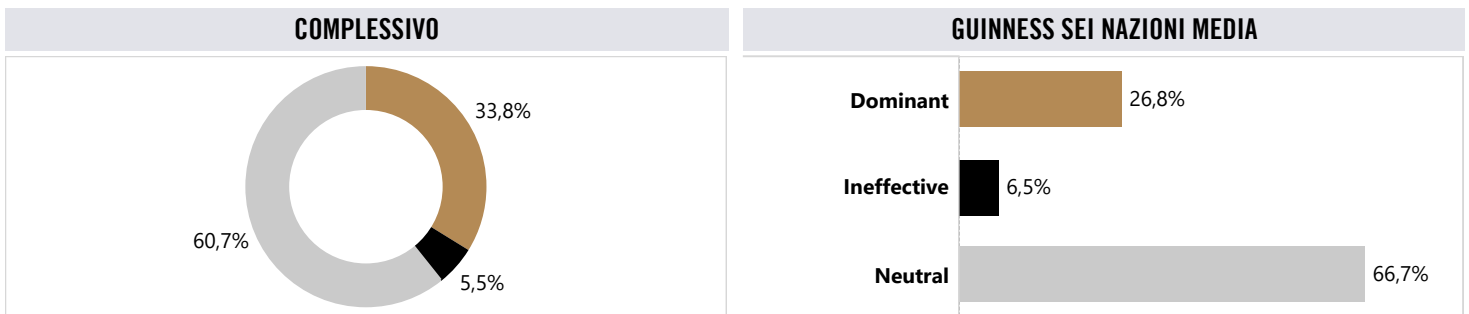 COMPLESSIVO
33,8%
60,7%
5,5%
GUINNESS SEI NAZIONI MEDIA
Dominant 26,8%
Ineffective 6,5%
Neutral 66,7%